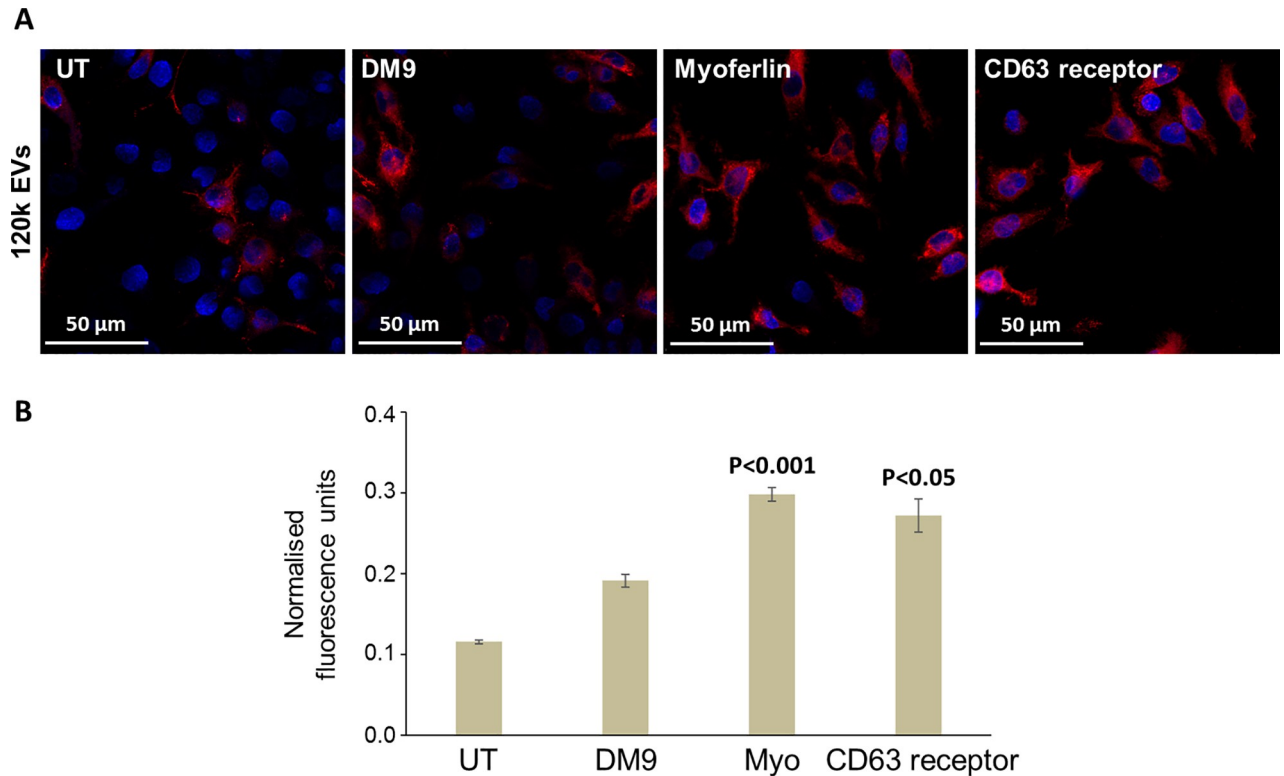 A
UT
DM9
Myoferlin
CD63 receptor
120k EVs
50 µm
50 µm
50 µm
50 µm
B
Normalised
fluorescence units
0.4
0.3
0.2
0.1
0.0
P<0.001
P<0.05
UT
DM9
Myo
CD63 receptor